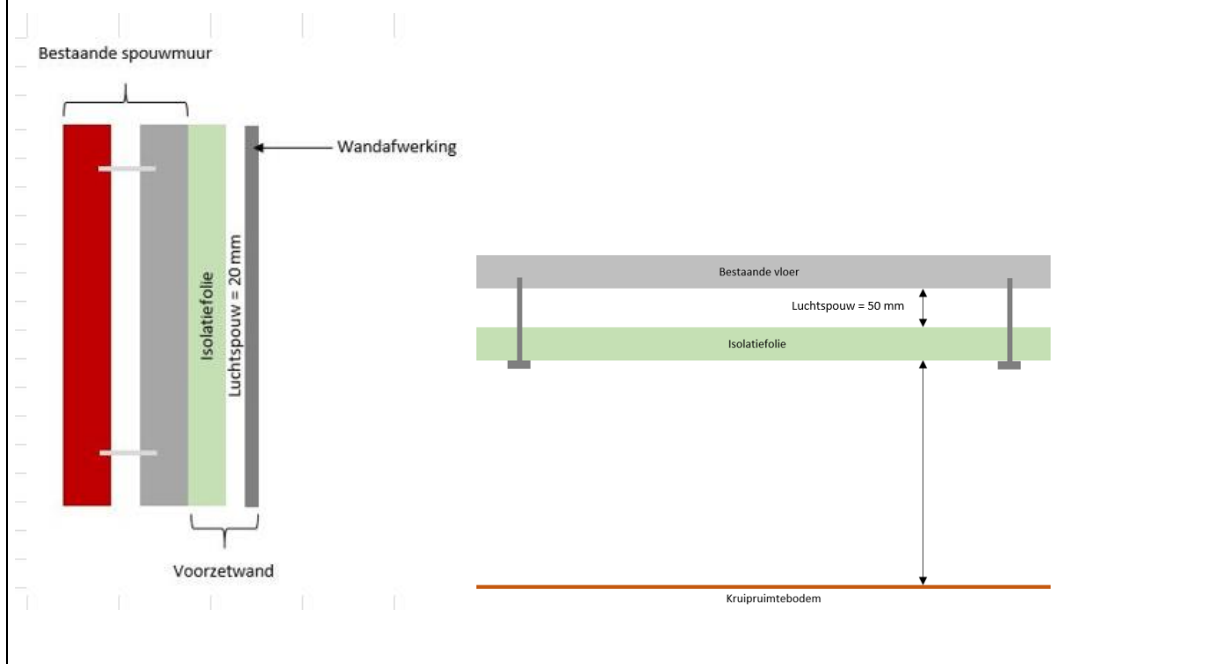 Bestaande spouwmuur
Wandafwerking
Isolatiefolie
Luchtspouw = 20 mm
Voorzetwand
Bestaande vloer
Luchtspouw = 50 mm
Isolatiefolie
Kruipruimtebodem